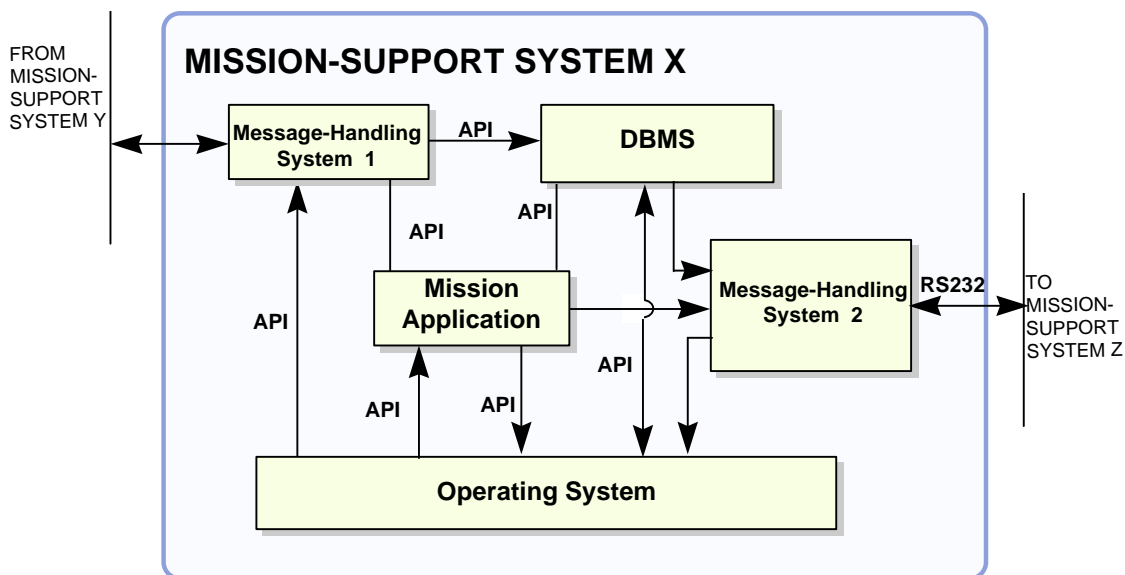 FROM
MISSION-
SUPPORT
SYSTEM Y
MISSION-SUPPORT SYSTEM X
Message-Handling
System 1
API
DBMS
API
API
Mission
Application
Message-Handling
System 2
RS232
TO
MISSION-
SUPPORT
SYSTEM Z
API
API
API
API
Operating System